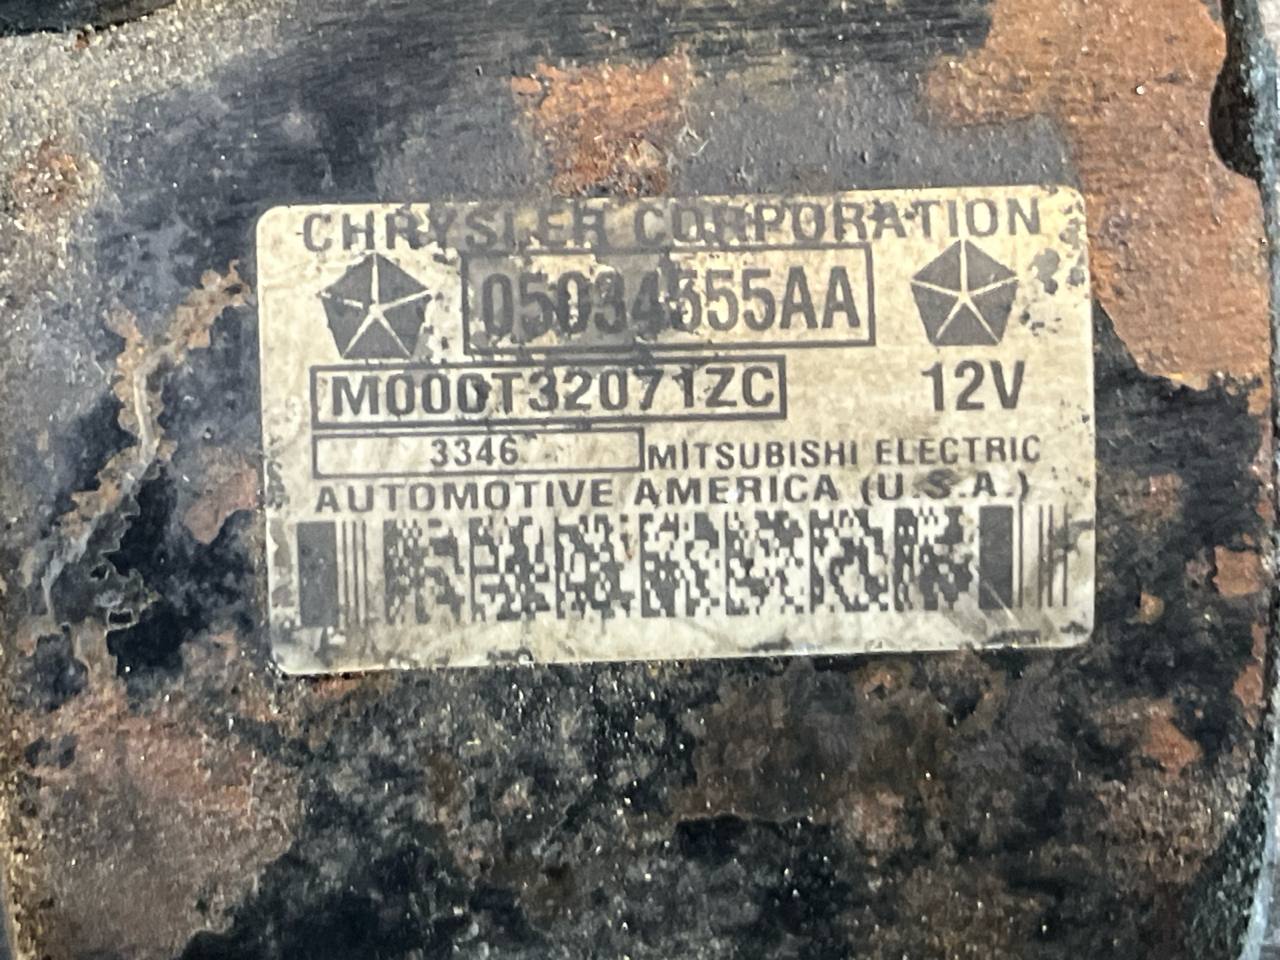 CHRYSLER CORPORATION
05034555AA
M000T32071ZC
12V
3346
MITSUBISHI ELECTRIC
AUTOMOTIVE AMERICA (U.S.A.)